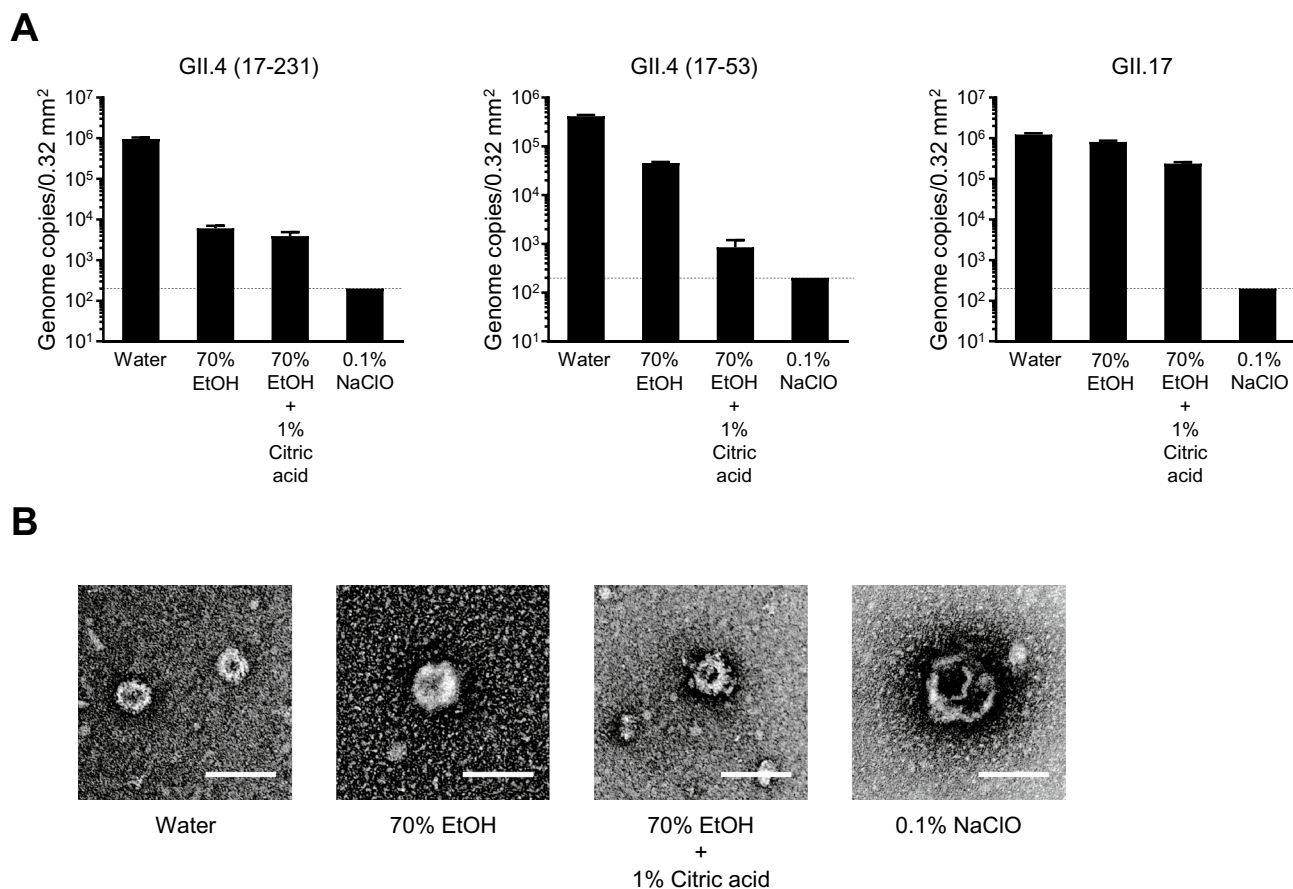 A
GII.4 (17-231)
GII.4 (17-53)
GII.17
Genome copies/0.32 mm²
10⁷
10⁶
10⁵
10⁴
10³
10²
10¹
Water
70%
EtOH
70%
EtOH
+
1%
Citric
acid
0.1%
NaClO
Genome copies/0.32 mm²
10⁶
10⁵
10⁴
10³
10²
10¹
Water
70%
EtOH
70%
EtOH
+
1%
Citric
acid
0.1%
NaClO
Genome copies/0.32 mm²
10⁷
10⁶
10⁵
10⁴
10³
10²
10¹
Water
70%
EtOH
70%
EtOH
+
1%
Citric
acid
0.1%
NaClO
B
Water
70% EtOH
70% EtOH
+
1% Citric acid
0.1% NaClO